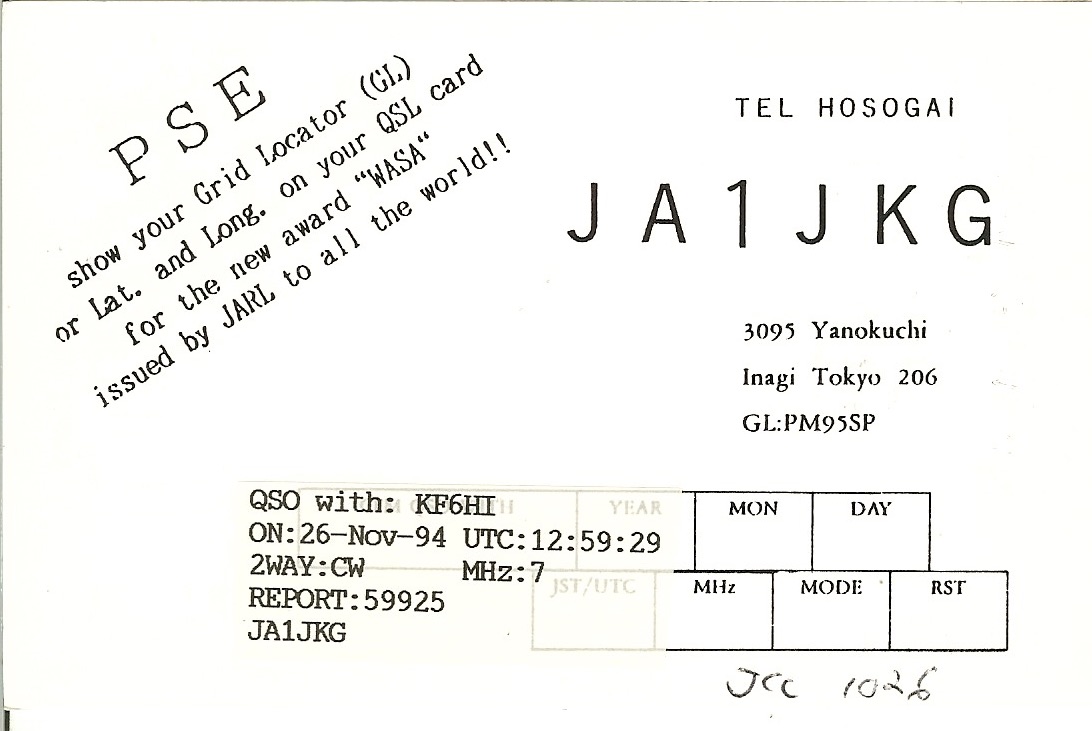 PSE
show your Grid Locator (GL)
or Lat. and Long. on your QSL card
for the new award "WASA"
issued by JARL to all the world!!
TEL HOSOGAI
JA1JKG
3095 Yanokuchi
Inagi Tokyo 206
GL:PM95SP
QSO with: KF6HI
YEAR MON DAY
ON:26-Nov-94 UTC:12:59:29
2WAY:CW MHz:7
JST/UTC MHz MODE RST
REPORT:59925
JA1JKG
JCC 1026